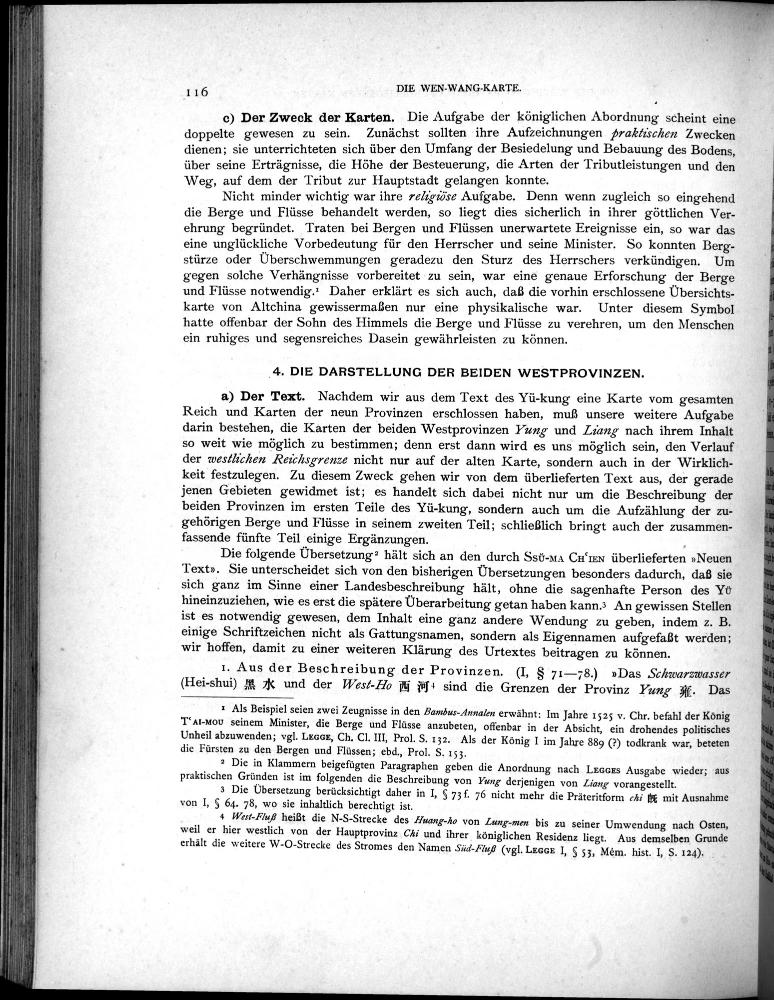 116
DIE WEN-WANG-KARTE.
c) Der Zweck der Karten. Die Aufgabe der königlichen Abordnung scheint eine
doppelte gewesen zu sein. Zunächst sollten ihre Aufzeichnungen praktischen Zwecken
dienen; sie unterrichteten sich über den Umfang der Besiedelung und Bebauung des Bodens,
über seine Erträgnisse, die Höhe der Besteuerung, die Arten der Tributleistungen und den
Weg, auf dem der Tribut zur Hauptstadt gelangen konnte.
Nicht minder wichtig war ihre religiöse Aufgabe. Denn wenn zugleich so eingehend
die Berge und Flüsse behandelt werden, so liegt dies sicherlich in ihrer göttlichen Ver-
ehrung begründet. Traten bei Bergen und Flüssen unerwartete Ereignisse ein, so war das
eine unglückliche Vorbedeutung für den Herrscher und seine Minister. So konnten Berg-
stürze oder Überschwemmungen geradezu den Sturz des Herrschers verkündigen. Um
gegen solche Verhängnisse vorbereitet zu sein, war eine genaue Erforschung der Berge
und Flüsse notwendig.¹ Daher erklärt es sich auch, daß die vorhin erschlossene Übersichts-
karte von Altchina gewissermaßen nur eine physikalische war. Unter diesem Symbol
hatte offenbar der Sohn des Himmels die Berge und Flüsse zu verehren, um den Menschen
ein ruhiges und segensreiches Dasein gewährleisten zu können.
4. DIE DARSTELLUNG DER BEIDEN WESTPROVINZEN.
a) Der Text. Nachdem wir aus dem Text des Yü-kung eine Karte vom gesamten
Reich und Karten der neun Provinzen erschlossen haben, muß unsere weitere Aufgabe
darin bestehen, die Karten der beiden Westprovinzen Yung und Liang nach ihrem Inhalt
so weit wie möglich zu bestimmen; denn erst dann wird es uns möglich sein, den Verlauf
der westlichen Reichsgrenze nicht nur auf der alten Karte, sondern auch in der Wirklich-
keit festzulegen. Zu diesem Zweck gehen wir von dem überlieferten Text aus, der gerade
jenen Gebieten gewidmet ist; es handelt sich dabei nicht nur um die Beschreibung der
beiden Provinzen im ersten Teile des Yü-kung, sondern auch um die Aufzählung der zu-
gehörigen Berge und Flüsse in seinem zweiten Teil; schließlich bringt auch der zusammen-
fassende fünfte Teil einige Ergänzungen.
Die folgende Übersetzung² hält sich an den durch Ssŭ-ma Ch‘ien überlieferten »Neuen
Text». Sie unterscheidet sich von den bisherigen Übersetzungen besonders dadurch, daß sie
sich ganz im Sinne einer Landesbeschreibung hält, ohne die sagenhafte Person des Yü
hineinzuziehen, wie es erst die spätere Überarbeitung getan haben kann.³ An gewissen Stellen
ist es notwendig gewesen, dem Inhalt eine ganz andere Wendung zu geben, indem z. B.
einige Schriftzeichen nicht als Gattungsnamen, sondern als Eigennamen aufgefaßt werden;
wir hoffen, damit zu einer weiteren Klärung des Urtextes beitragen zu können.
1. Aus der Beschreibung der Provinzen. (I, § 71—78.) »Das Schwarzwasser
(Hei-shui) 黑 水 und der West-Ho 西 河⁴ sind die Grenzen der Provinz Yung 雍. Das
¹ Als Beispiel seien zwei Zeugnisse in den Bambus-Annalen erwähnt: Im Jahre 1525 v. Chr. befahl der König
T‘ai-mou seinem Minister, die Berge und Flüsse anzubeten, offenbar in der Absicht, ein drohendes politisches
Unheil abzuwenden; vgl. Legge, Ch. Cl. III, Prol. S. 132. Als der König I im Jahre 889 (?) todkrank war, beteten
die Fürsten zu den Bergen und Flüssen; ebd., Prol. S. 153.
² Die in Klammern beigefügten Paragraphen geben die Anordnung nach Legges Ausgabe wieder; aus
praktischen Gründen ist im folgenden die Beschreibung von Yung derjenigen von Liang vorangestellt.
³ Die Übersetzung berücksichtigt daher in I, § 73 f. 76 nicht mehr die Präteritform chi 旣 mit Ausnahme
von I, § 64. 78, wo sie inhaltlich berechtigt ist.
⁴ West-Fluß heißt die N-S-Strecke des Huang-ho von Lung-men bis zu seiner Umwendung nach Osten,
weil er hier westlich von der Hauptprovinz Chi und ihrer königlichen Residenz liegt. Aus demselben Grunde
erhält die weitere W-O-Strecke des Stromes den Namen Süd-Fluß (vgl. Legge I, § 53, Mém. hist. I, S. 124).